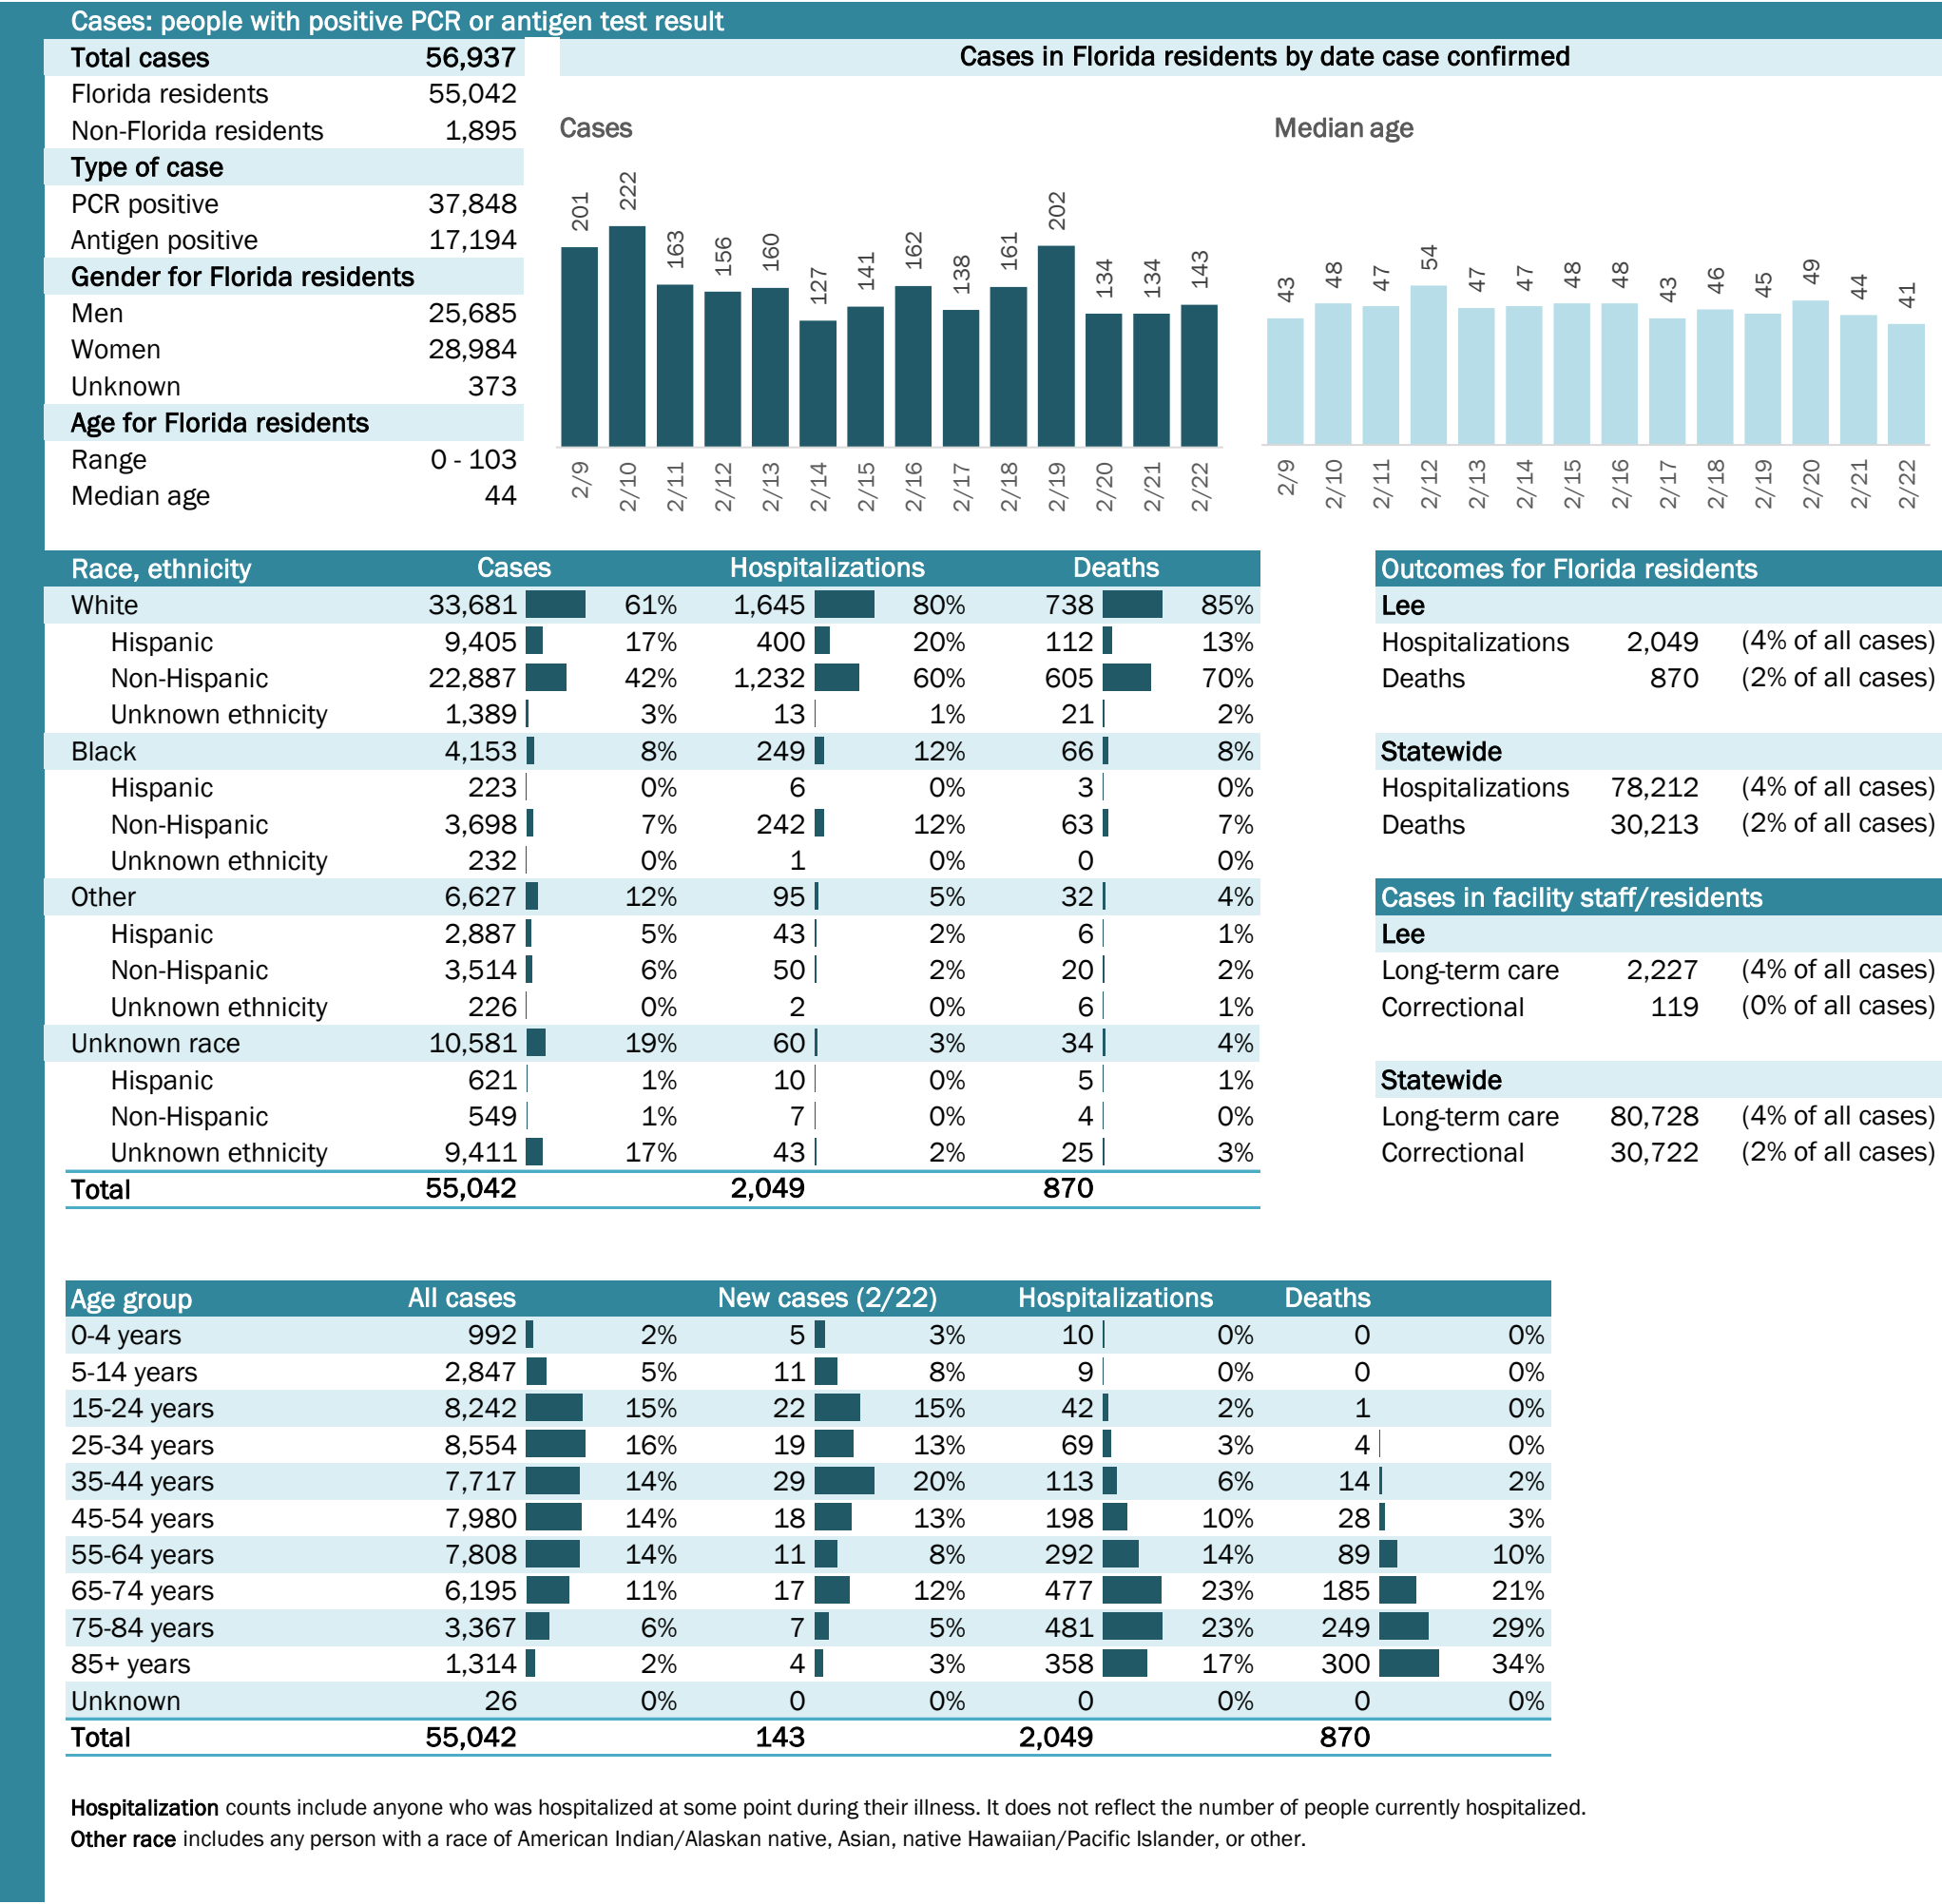 Cases: people with positive PCR or antigen test result
Total cases 56,937
Florida residents 55,042
Non-Florida residents 1,895
Type of case
PCR positive 37,848
Antigen positive 17,194
Gender for Florida residents
Men 25,685
Women 28,984
Unknown 373
Age for Florida residents
Range 0 - 103
Median age 44
Cases in Florida residents by date case confirmed
Cases
201 222 163 156 160 127 141 162 138 161 202 134 134 143
2/9 2/10 2/11 2/12 2/13 2/14 2/15 2/16 2/17 2/18 2/19 2/20 2/21 2/22
Median age
43 48 47 54 47 47 48 48 43 46 45 49 44 41
2/9 2/10 2/11 2/12 2/13 2/14 2/15 2/16 2/17 2/18 2/19 2/20 2/21 2/22
Race, ethnicity Cases Hospitalizations Deaths
White 33,681 61% 1,645 80% 738 85%
Hispanic 9,405 17% 400 20% 112 13%
Non-Hispanic 22,887 42% 1,232 60% 605 70%
Unknown ethnicity 1,389 3% 13 1% 21 2%
Black 4,153 8% 249 12% 66 8%
Hispanic 223 0% 6 0% 3 0%
Non-Hispanic 3,698 7% 242 12% 63 7%
Unknown ethnicity 232 0% 1 0% 0 0%
Other 6,627 12% 95 5% 32 4%
Hispanic 2,887 5% 43 2% 6 1%
Non-Hispanic 3,514 6% 50 2% 20 2%
Unknown ethnicity 226 0% 2 0% 6 1%
Unknown race 10,581 19% 60 3% 34 4%
Hispanic 621 1% 10 0% 5 1%
Non-Hispanic 549 1% 7 0% 4 0%
Unknown ethnicity 9,411 17% 43 2% 25 3%
Total 55,042 2,049 870
Outcomes for Florida residents
Lee
Hospitalizations 2,049 (4% of all cases)
Deaths 870 (2% of all cases)
Statewide
Hospitalizations 78,212 (4% of all cases)
Deaths 30,213 (2% of all cases)
Cases in facility staff/residents
Lee
Long-term care 2,227 (4% of all cases)
Correctional 119 (0% of all cases)
Statewide
Long-term care 80,728 (4% of all cases)
Correctional 30,722 (2% of all cases)
Age group All cases New cases (2/22) Hospitalizations Deaths
0-4 years 992 2% 5 3% 10 0% 0 0%
5-14 years 2,847 5% 11 8% 9 0% 0 0%
15-24 years 8,242 15% 22 15% 42 2% 1 0%
25-34 years 8,554 16% 19 13% 69 3% 4 0%
35-44 years 7,717 14% 29 20% 113 6% 14 2%
45-54 years 7,980 14% 18 13% 198 10% 28 3%
55-64 years 7,808 14% 11 8% 292 14% 89 10%
65-74 years 6,195 11% 17 12% 477 23% 185 21%
75-84 years 3,367 6% 7 5% 481 23% 249 29%
85+ years 1,314 2% 4 3% 358 17% 300 34%
Unknown 26 0% 0 0% 0 0% 0 0%
Total 55,042 143 2,049 870
Hospitalization counts include anyone who was hospitalized at some point during their illness. It does not reflect the number of people currently hospitalized.
Other race includes any person with a race of American Indian/Alaskan native, Asian, native Hawaiian/Pacific Islander, or other.